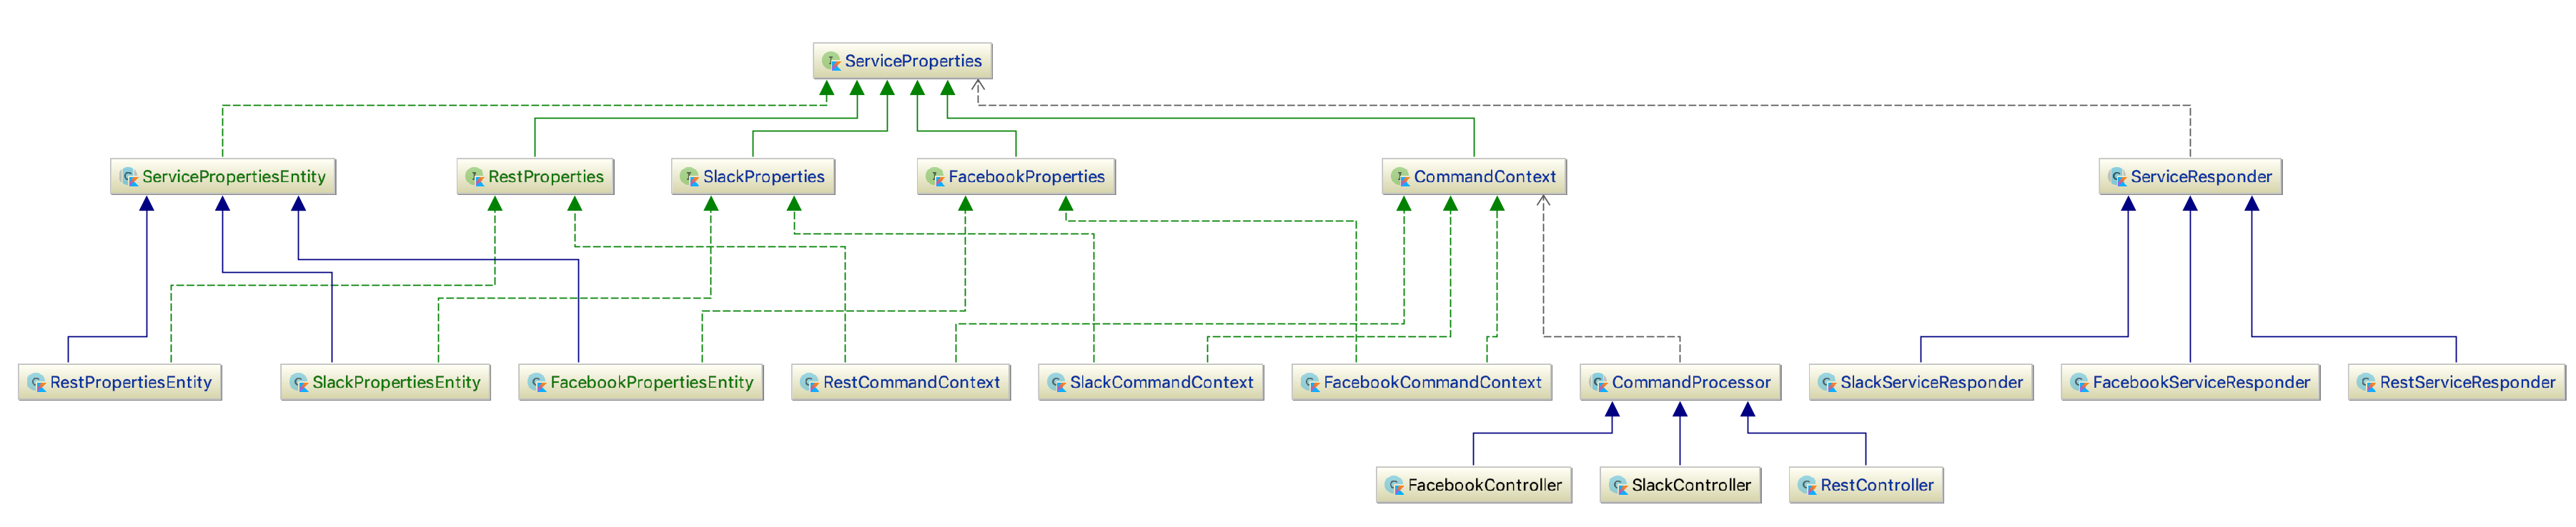 ServiceProperties
ServicePropertiesEntity
RestProperties
SlackProperties
FacebookProperties
CommandContext
ServiceResponder
RestPropertiesEntity
SlackPropertiesEntity
FacebookPropertiesEntity
RestCommandContext
SlackCommandContext
FacebookCommandContext
CommandProcessor
SlackServiceResponder
FacebookServiceResponder
RestServiceResponder
FacebookController
SlackController
RestController